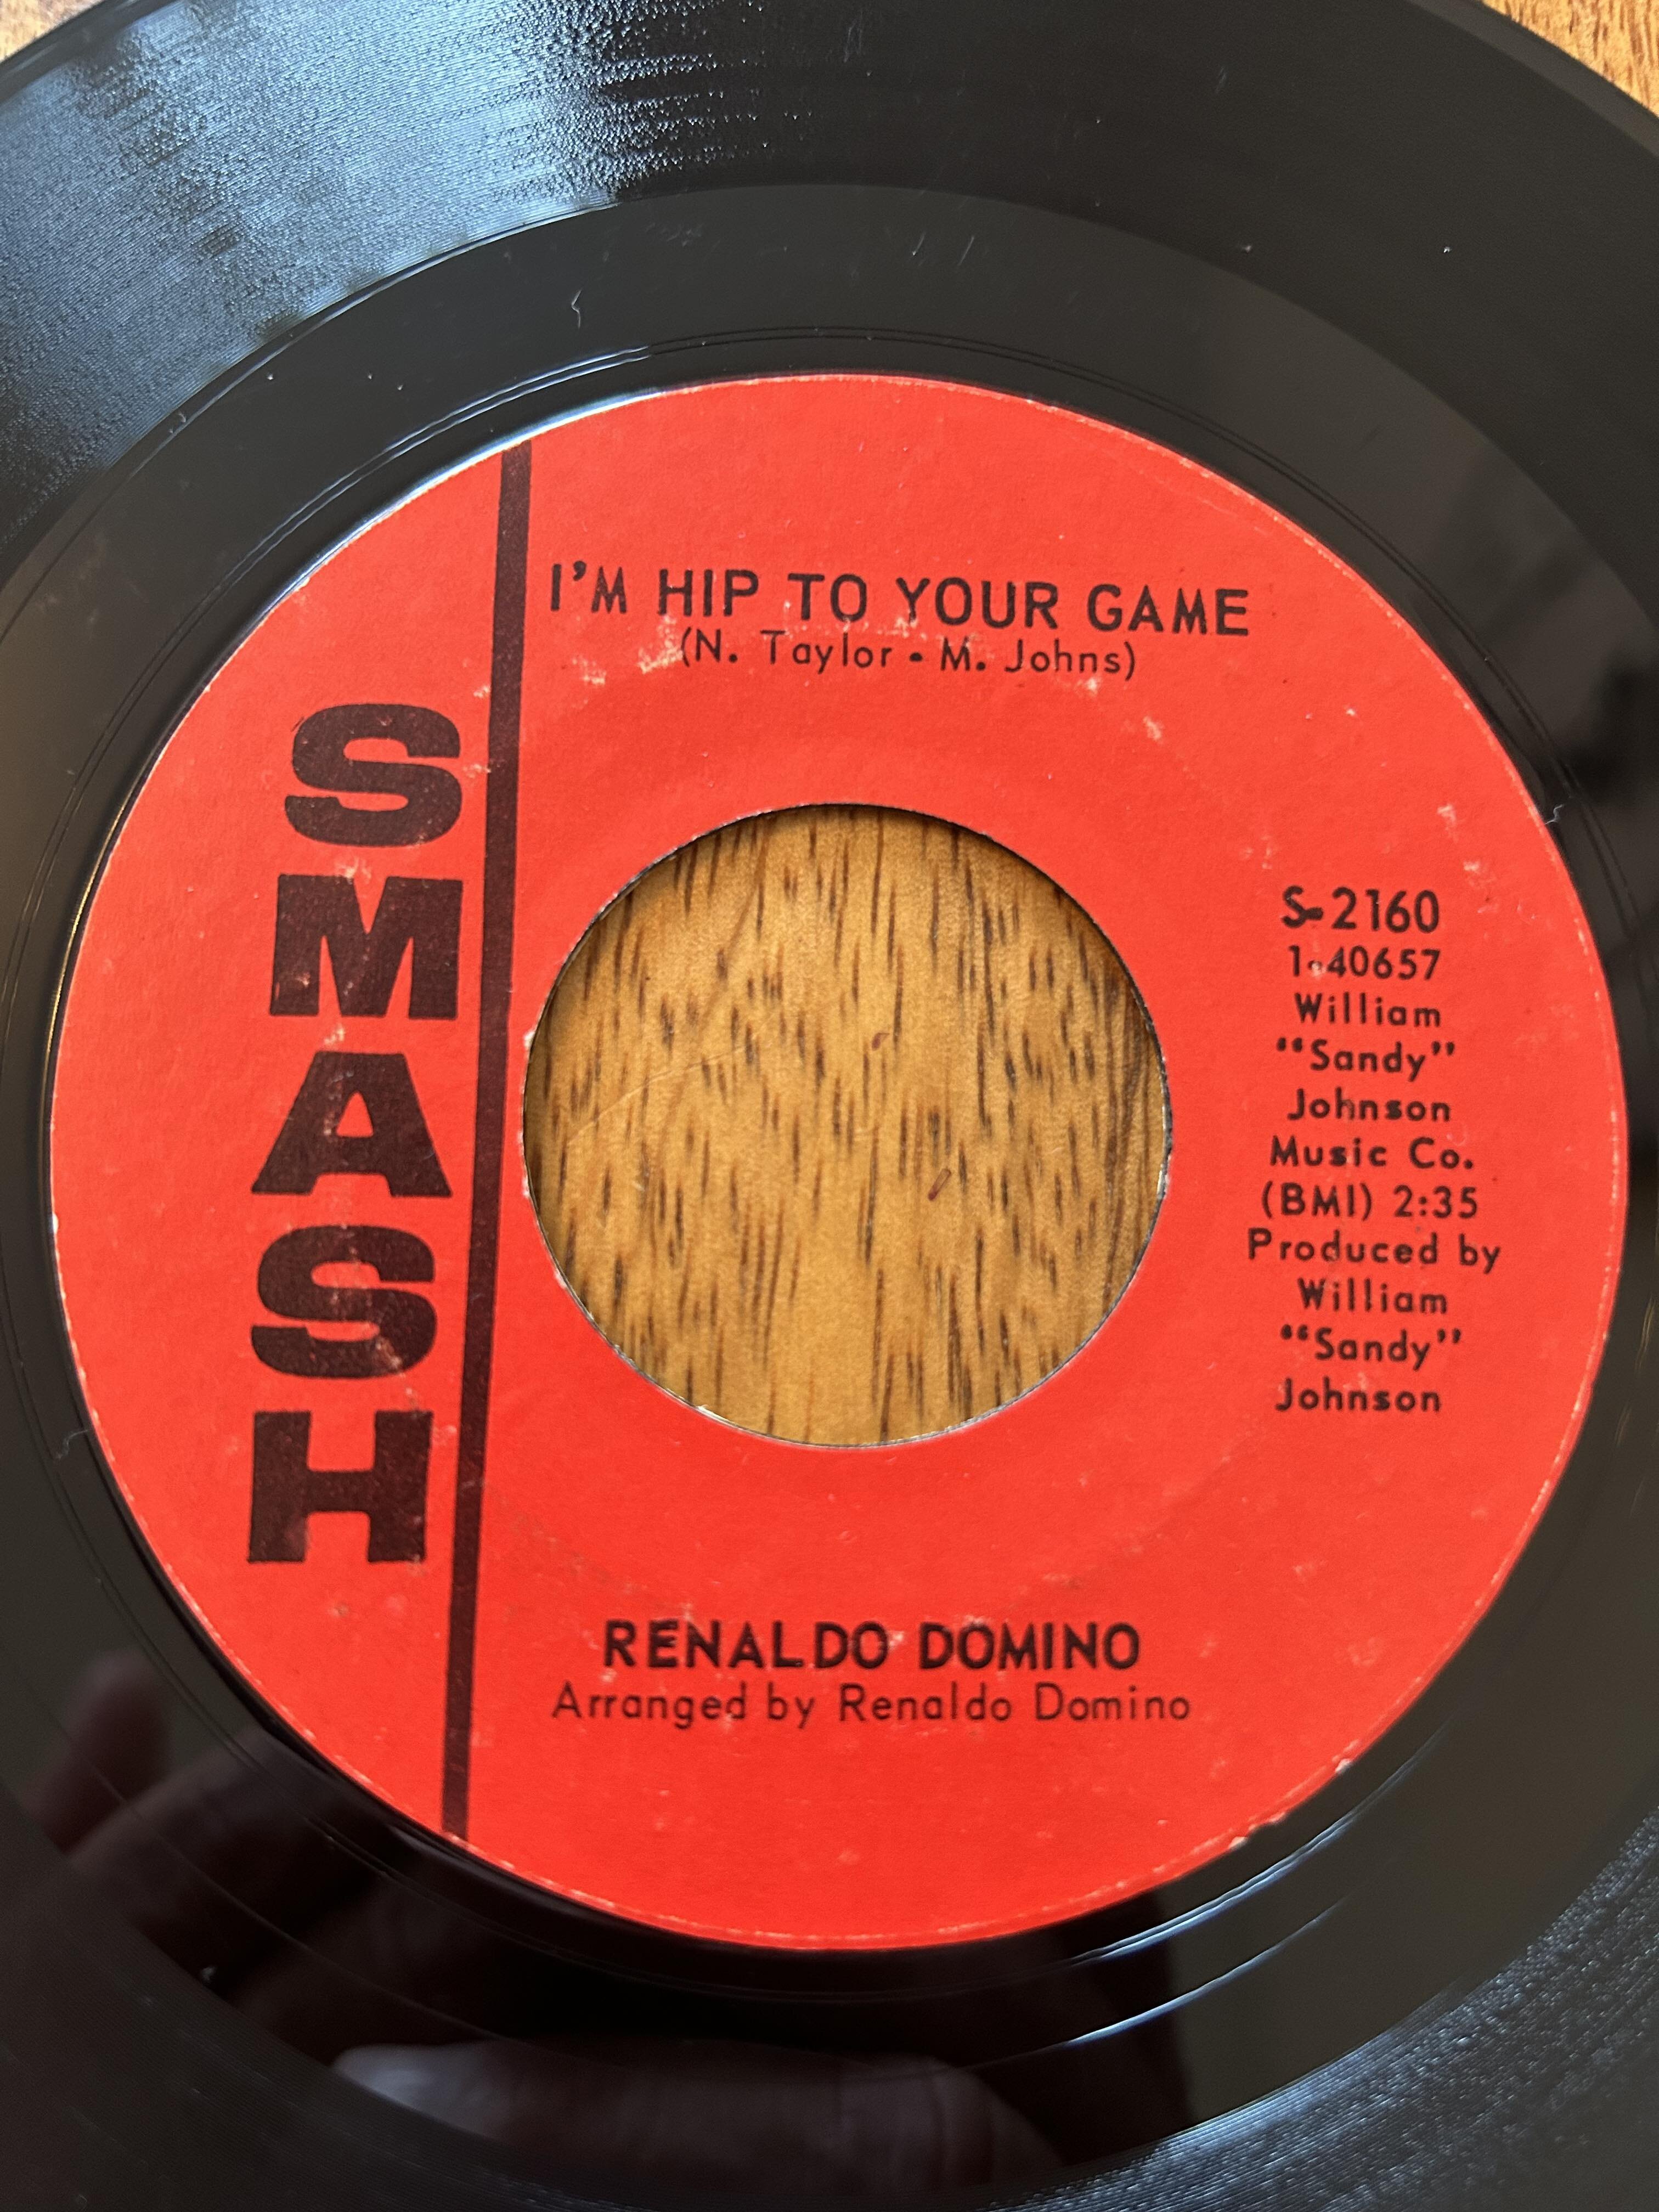 I'M HIP TO YOUR GAME
(N. Taylor • M. Johns)
SMASH
S-2160
1-40657
William
"Sandy"
Johnson
Music Co.
(BMI) 2:35
Produced by
William
"Sandy"
Johnson
RENALDO DOMINO
Arranged by Renaldo Domino